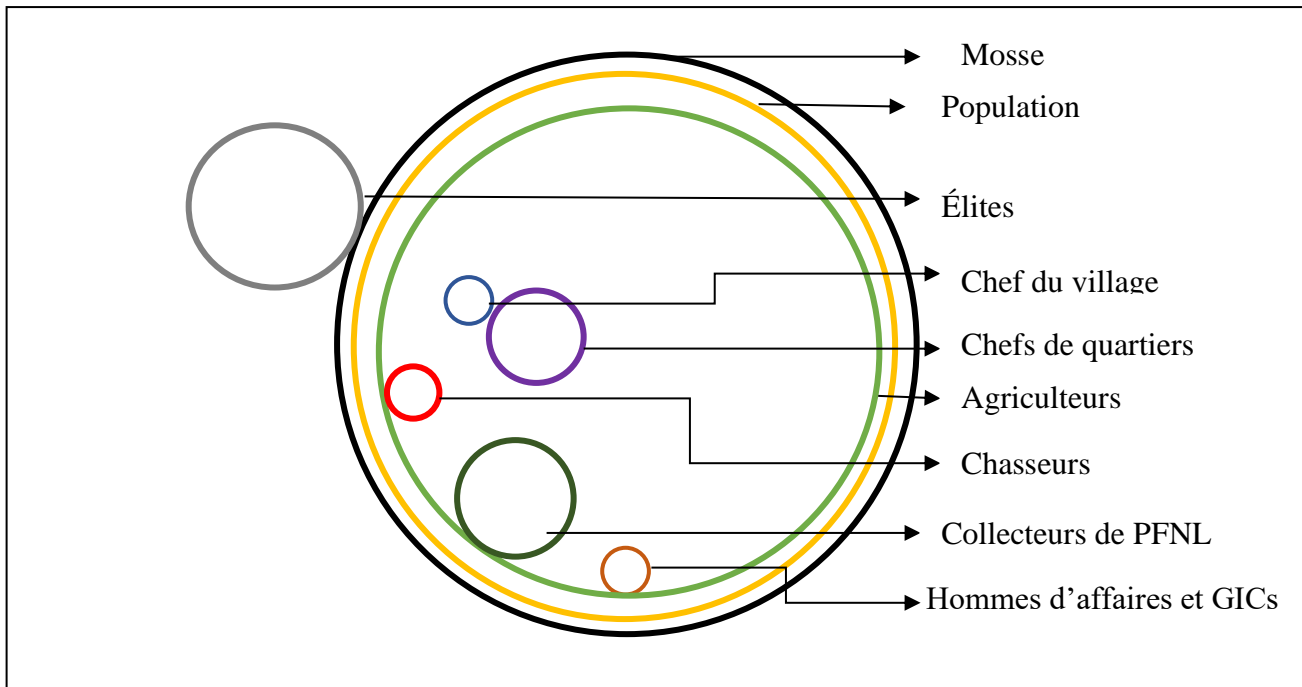 Mosse
Population
Élites
Chef du village
Chefs de quartiers
Agriculteurs
Chasseurs
Collecteurs de PFNL
Hommes d’affaires et GICs